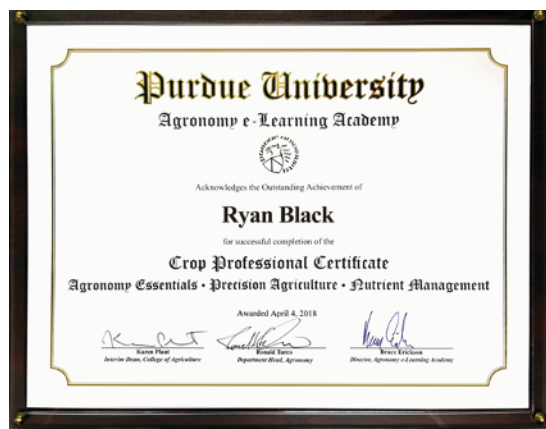 Purdue University
Agronomy e-Learning Academy
Acknowledges the Outstanding Achievement of
Ryan Black
for successful completion of the
Crop Professional Certificate
Agronomy Essentials • Precision Agriculture • Nutrient Management
Awarded April 4, 2018
Karen Plaut
Interim Dean, College of Agriculture
Ronald Turco
Department Head, Agronomy
Bruce Erickson
Director, Agronomy e-Learning Academy